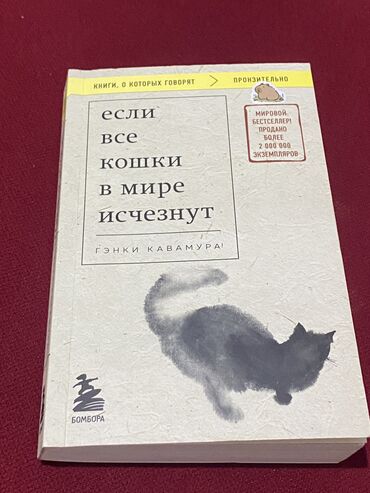 КНИГИ, О КОТОРЫХ ГОВОРЯТ > ПРОНЗИТЕЛЬНО
если
все
кошки
в мире
исчезнут
ГЭНКИ КАВАМУРА
МИРОВОЙ
БЕСТСЕЛЛЕР!
ПРОДАНО
БОЛЕЕ
2 000 000
ЭКЗЕМПЛЯРОВ
БОМБОРА